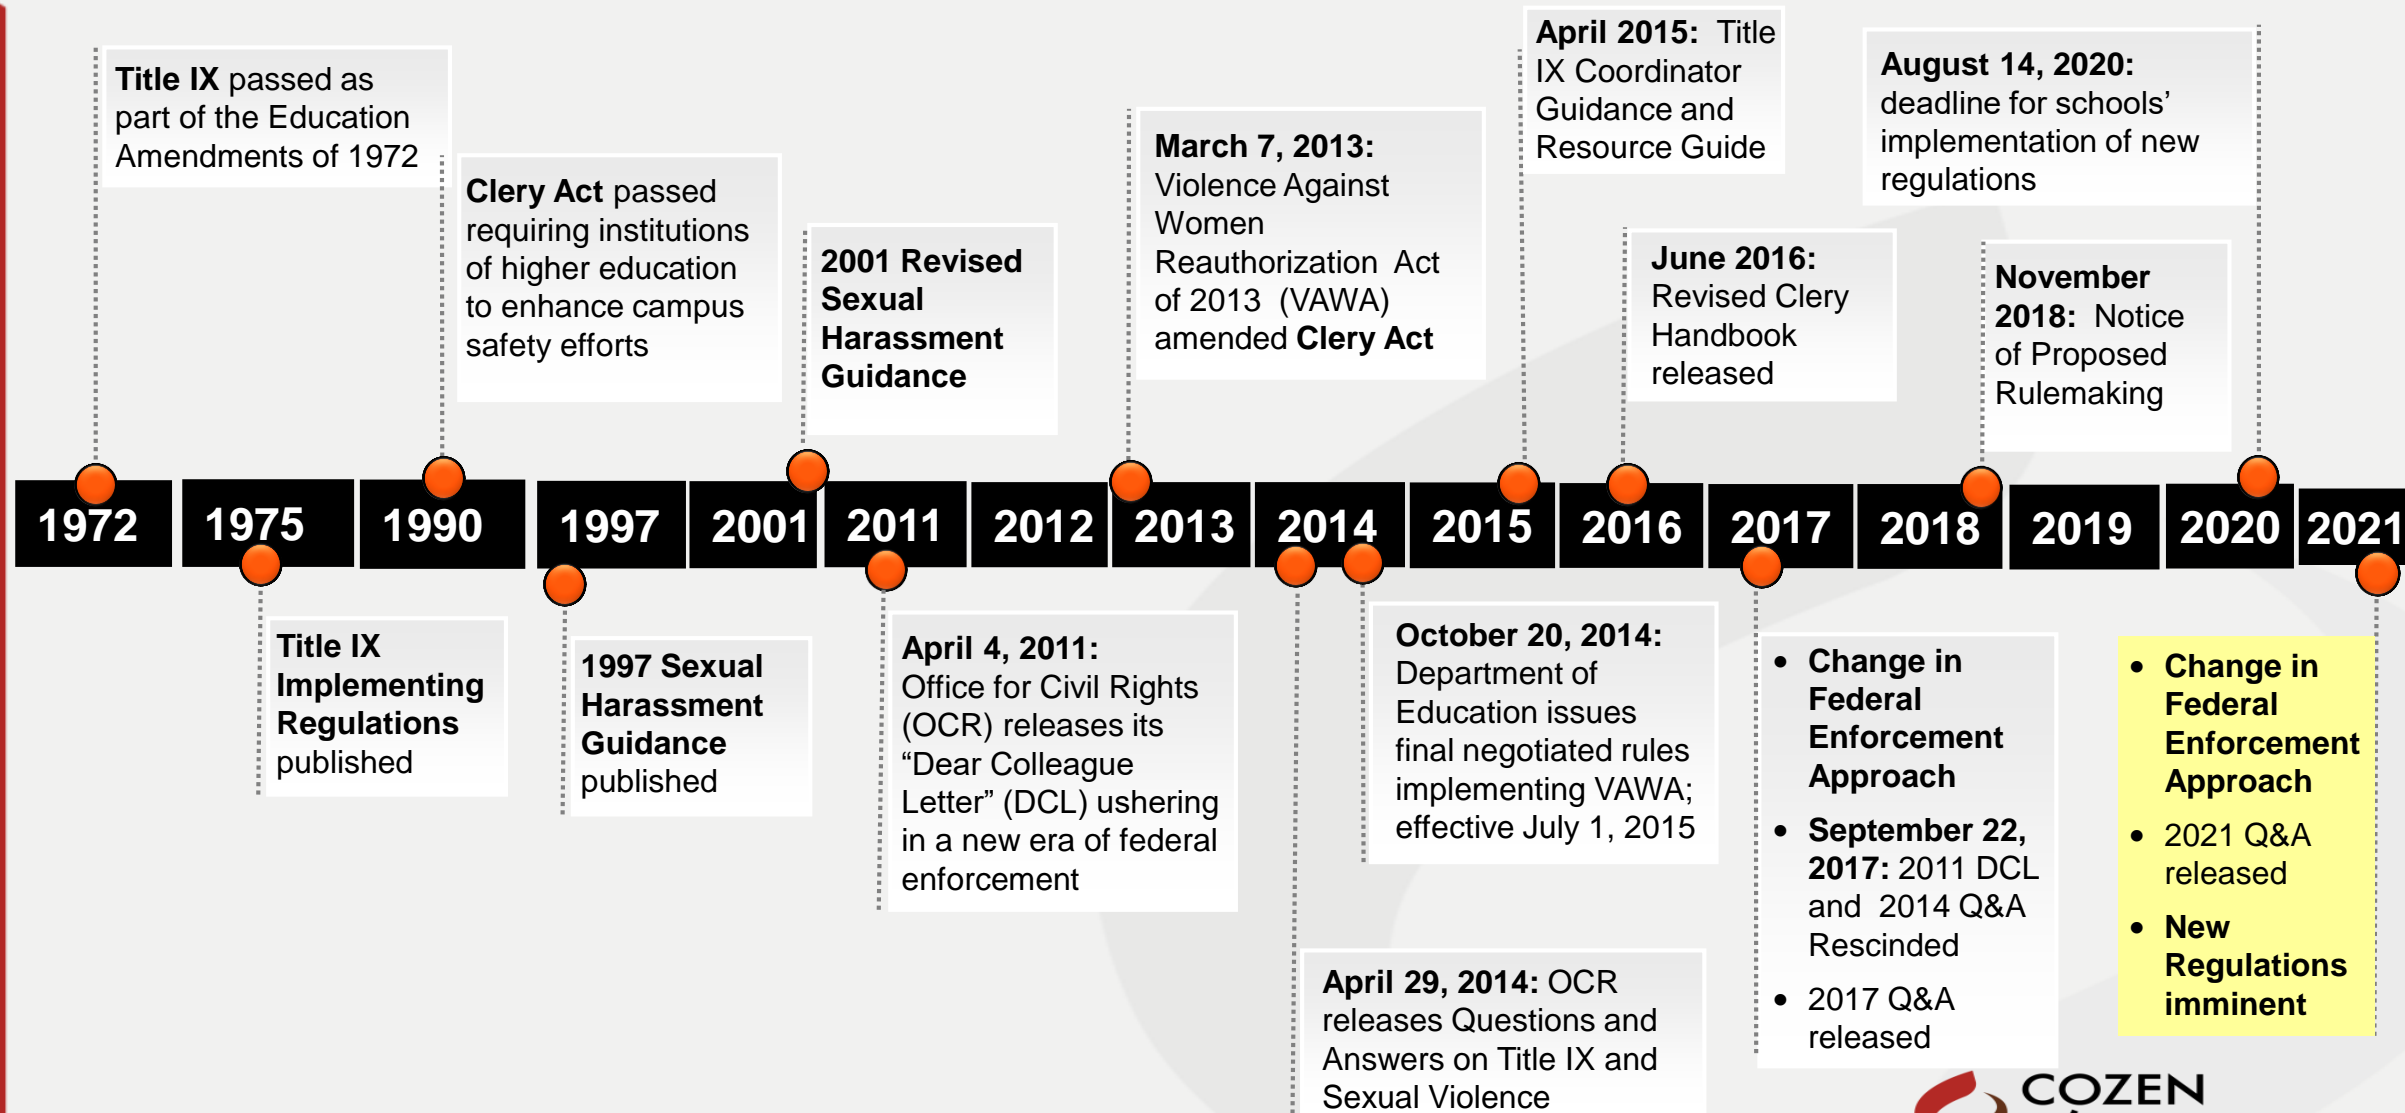 Title IX passed as
part of the Education
Amendments of 1972
Clery Act passed
requiring institutions
of higher education
to enhance campus
safety efforts
2001 Revised
Sexual
Harassment
Guidance
March 7, 2013:
Violence Against
Women
Reauthorization Act
of 2013 (VAWA)
amended Clery Act
April 2015: Title
IX Coordinator
Guidance and
Resource Guide
June 2016:
Revised Clery
Handbook
released
August 14, 2020:
deadline for schools’
implementation of new
regulations
November
2018: Notice
of Proposed
Rulemaking
1972 1975 1990 1997 2001 2011 2012 2013 2014 2015 2016 2017 2018 2019 2020 2021
Title IX
Implementing
Regulations
published
1997 Sexual
Harassment
Guidance
published
April 4, 2011:
Office for Civil Rights
(OCR) releases its
“Dear Colleague
Letter” (DCL) ushering
in a new era of federal
enforcement
April 29, 2014: OCR
releases Questions and
Answers on Title IX and
Sexual Violence
October 20, 2014:
Department of
Education issues
final negotiated rules
implementing VAWA;
effective July 1, 2015
• Change in
Federal
Enforcement
Approach
• September 22,
2017: 2011 DCL
and 2014 Q&A
Rescinded
• 2017 Q&A
released
• Change in
Federal
Enforcement
Approach
• 2021 Q&A
released
• New
Regulations
imminent
COZEN